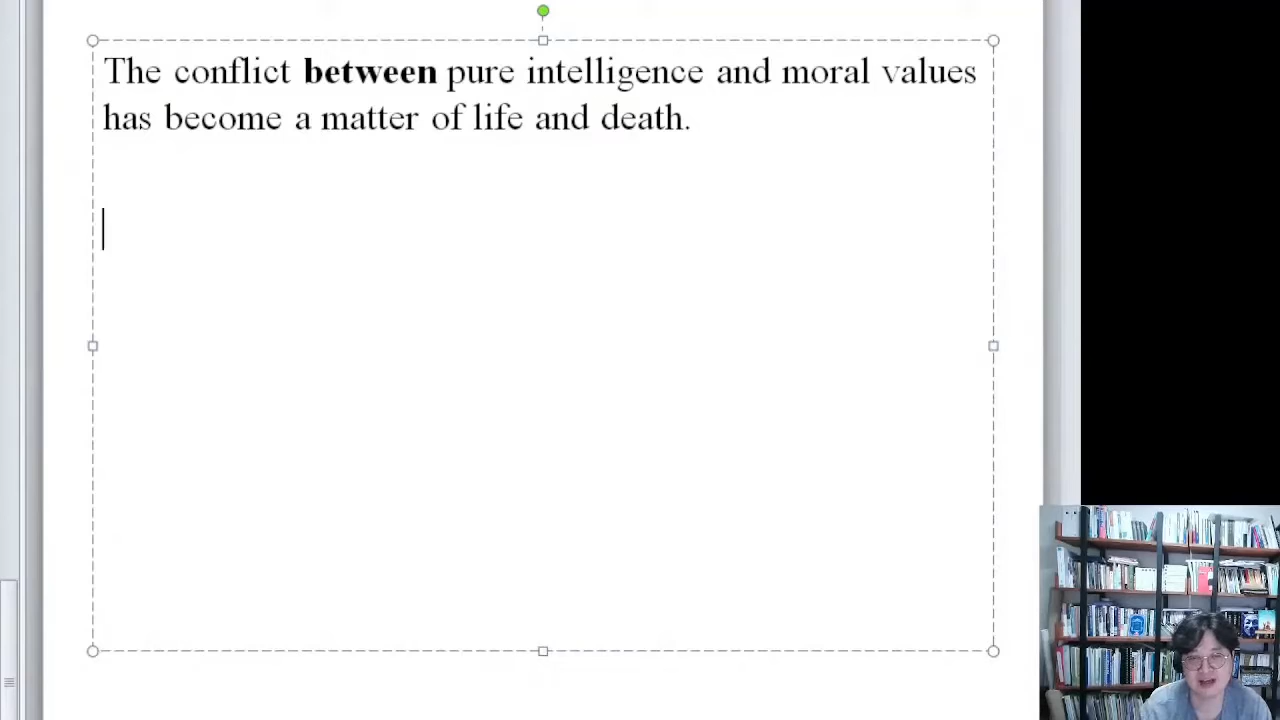 The conflict between pure intelligence and moral values
has become a matter of life and death.